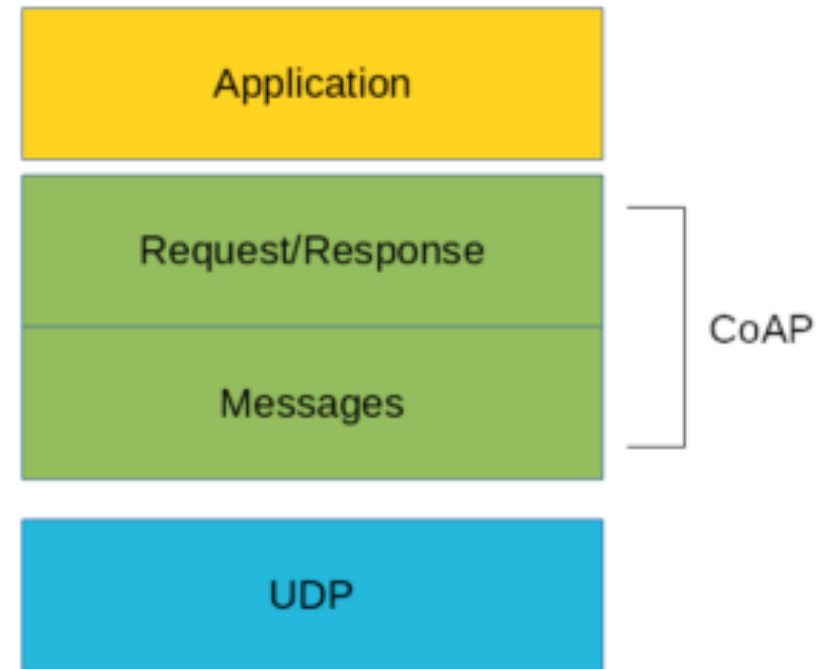 Application
Request/Response
CoAP
Messages
UDP